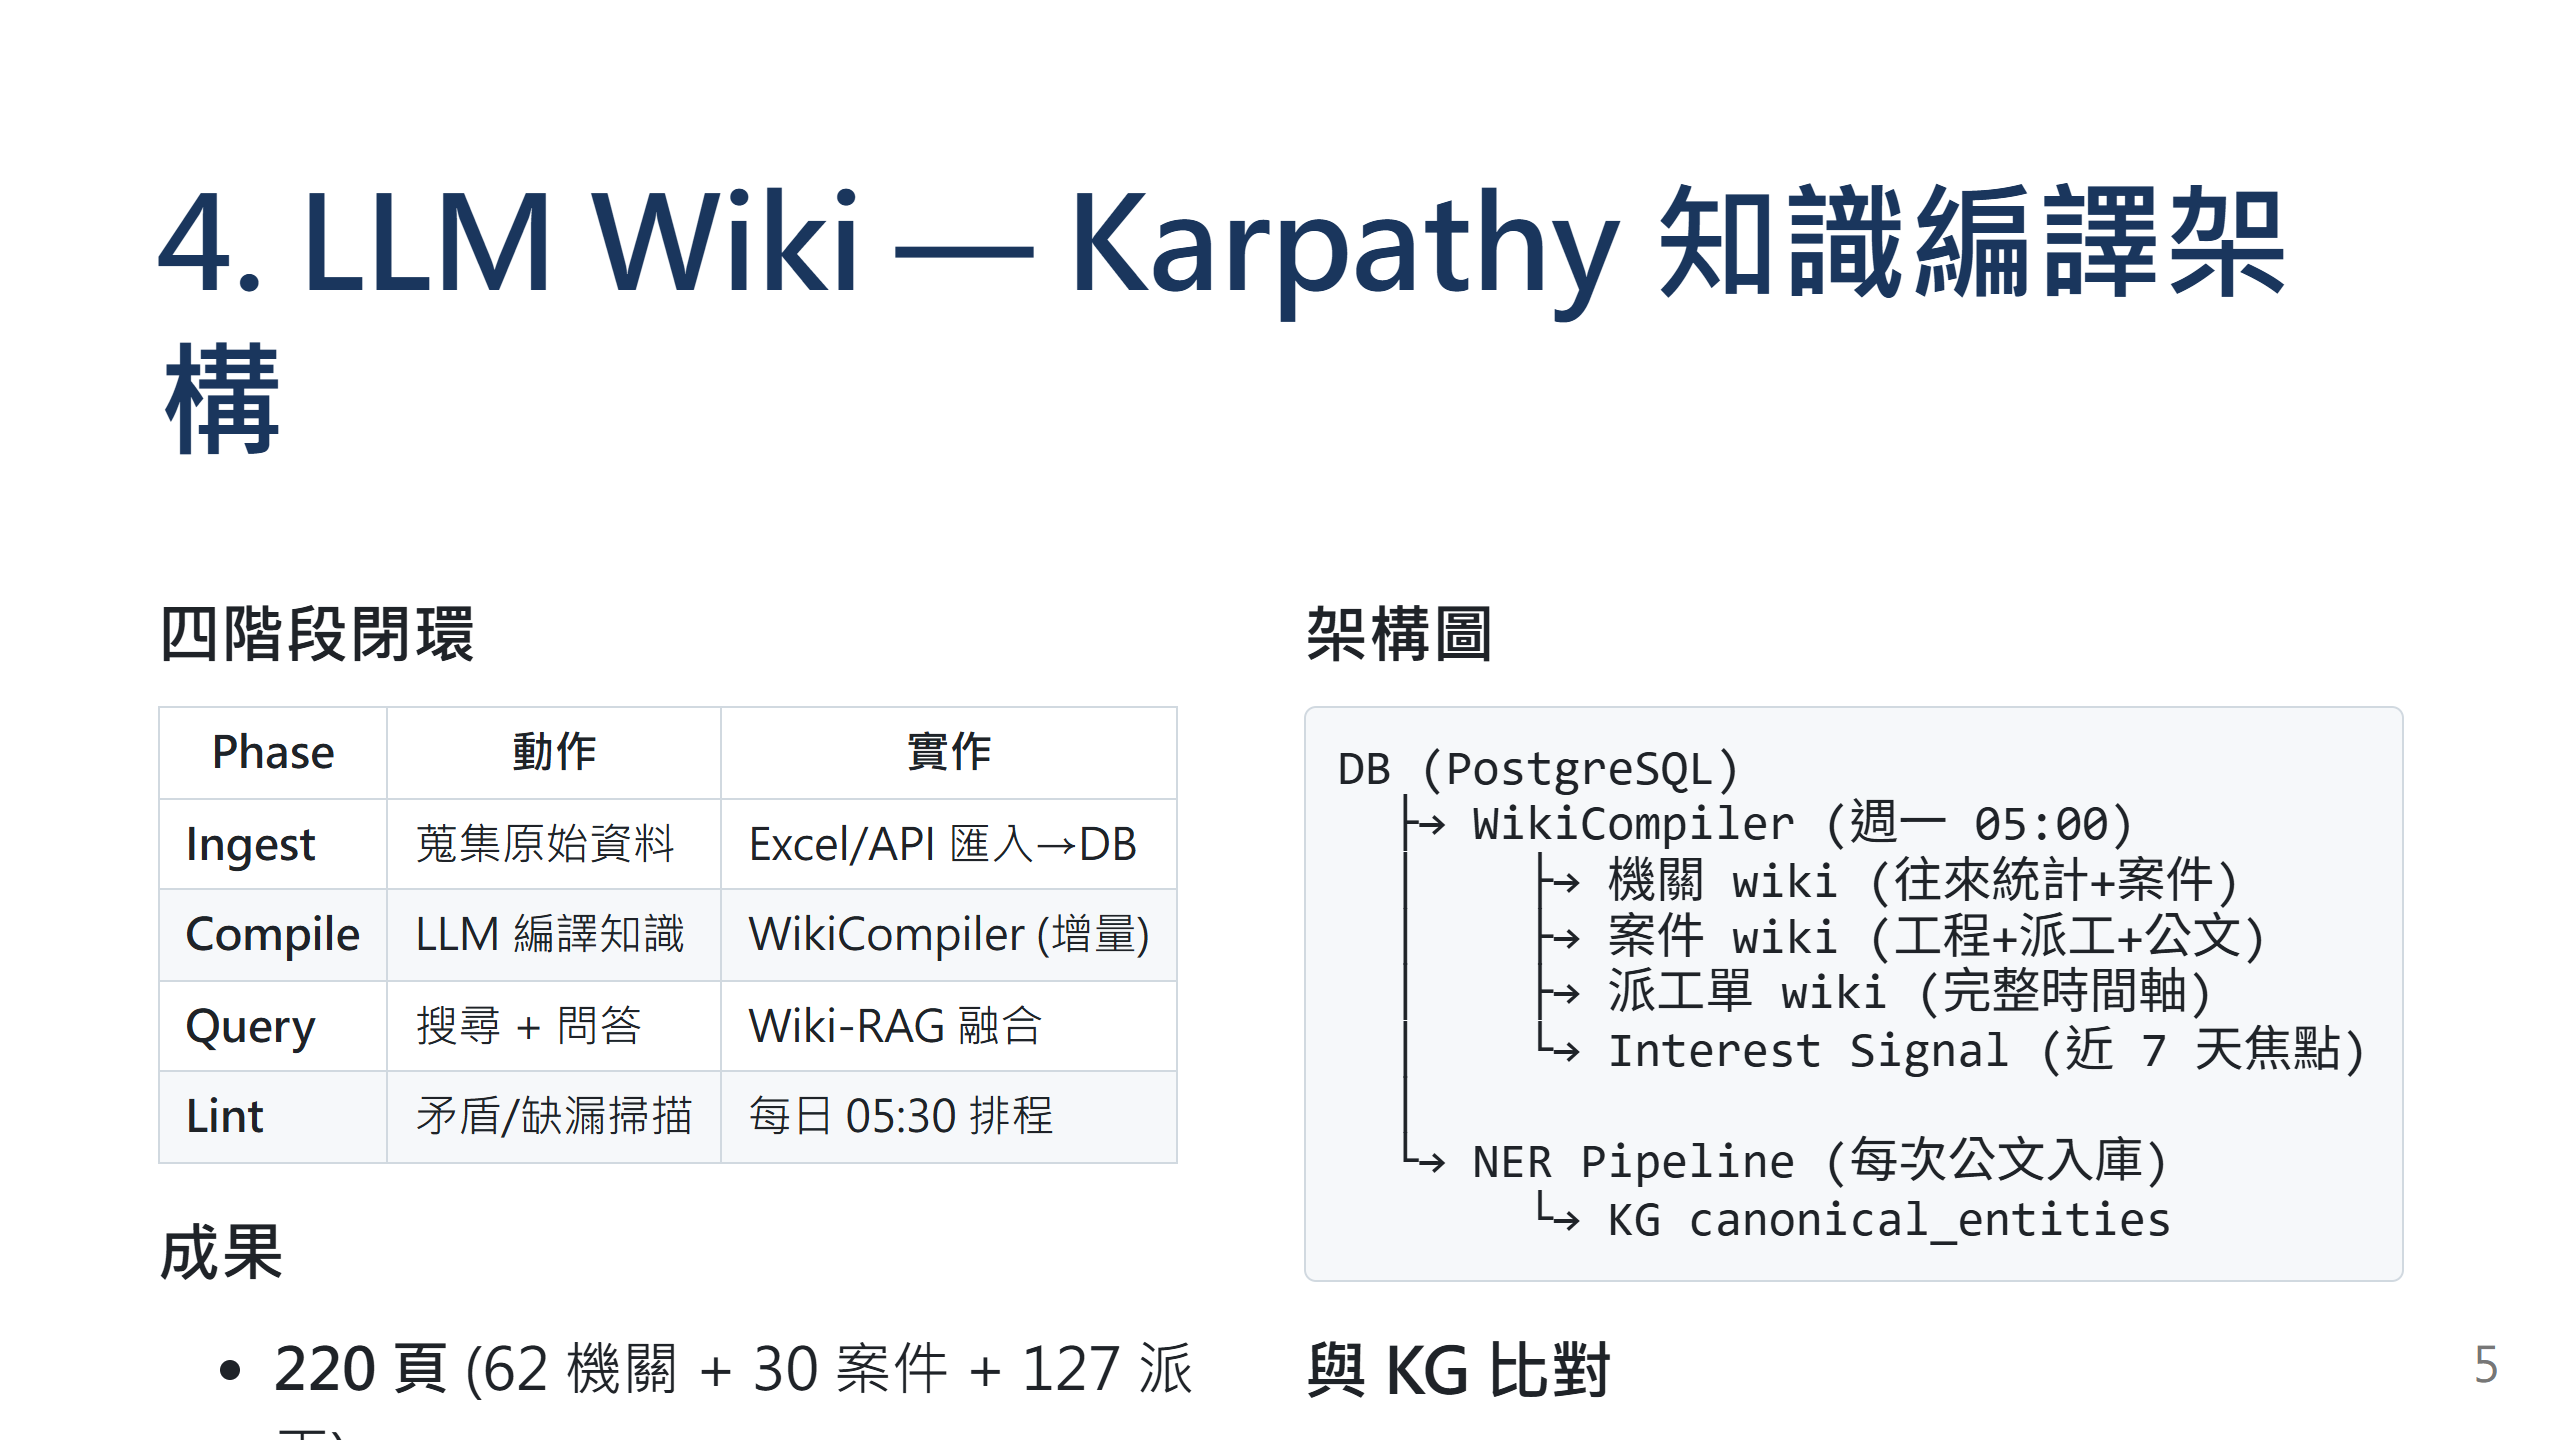 4. LLM Wiki — Karpathy 知識編譯架
構
四階段閉環
Phase 動作 實作
Ingest 蒐集原始資料 Excel/API 匯入→DB
Compile LLM 編譯知識 WikiCompiler (增量)
Query 搜尋 + 問答 Wiki-RAG 融合
Lint 矛盾/缺漏掃描 每日 05:30 排程
成果
• 220 頁 (62 機關 + 30 案件 + 127 派
架構圖
DB (PostgreSQL)
├→ WikiCompiler (週一 05:00)
│    ├→ 機關 wiki (往來統計+案件)
│    ├→ 案件 wiki (工程+派工+公文)
│    ├→ 派工單 wiki (完整時間軸)
│    └→ Interest Signal (近 7 天焦點)
│
└→ NER Pipeline (每次公文入庫)
     └→ KG canonical_entities
與 KG 比對
5